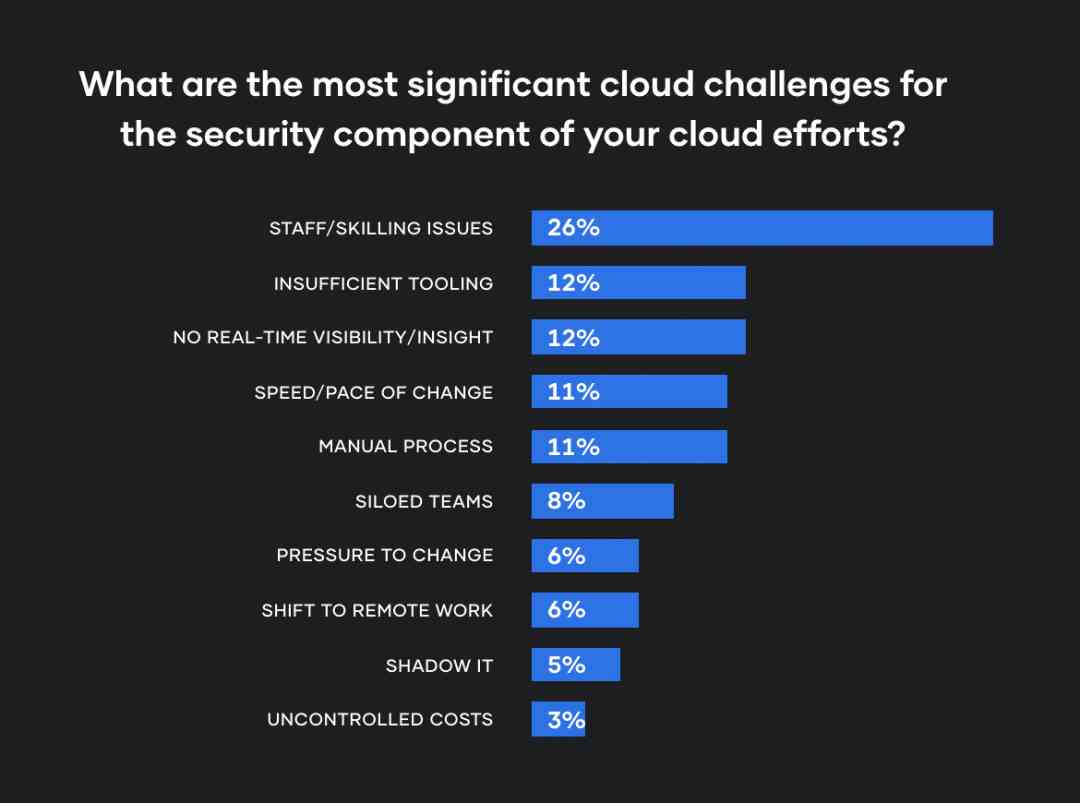 What are the most significant cloud challenges for
the security component of your cloud efforts?
STAFF/SKILLING ISSUES 26%
INSUFFICIENT TOOLING 12%
NO REAL-TIME VISIBILITY/INSIGHT 12%
SPEED/PACE OF CHANGE 11%
MANUAL PROCESS 11%
SILOED TEAMS 8%
PRESSURE TO CHANGE 6%
SHIFT TO REMOTE WORK 6%
SHADOW IT 5%
UNCONTROLLED COSTS 3%